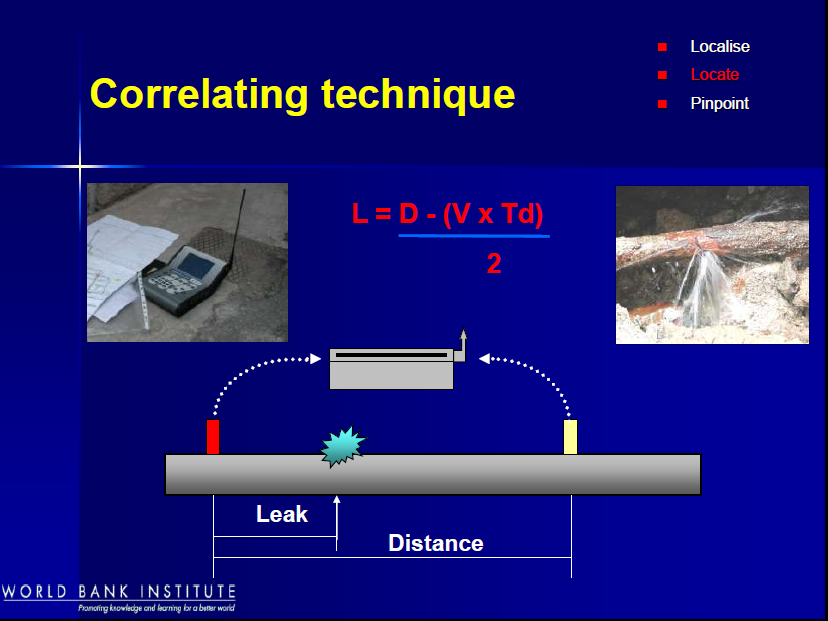 Localise
Locate
Pinpoint
Correlating technique
L = D - (V x Td)
2
Leak
Distance
WORLD BANK INSTITUTE
Promoting knowledge and learning for a better world